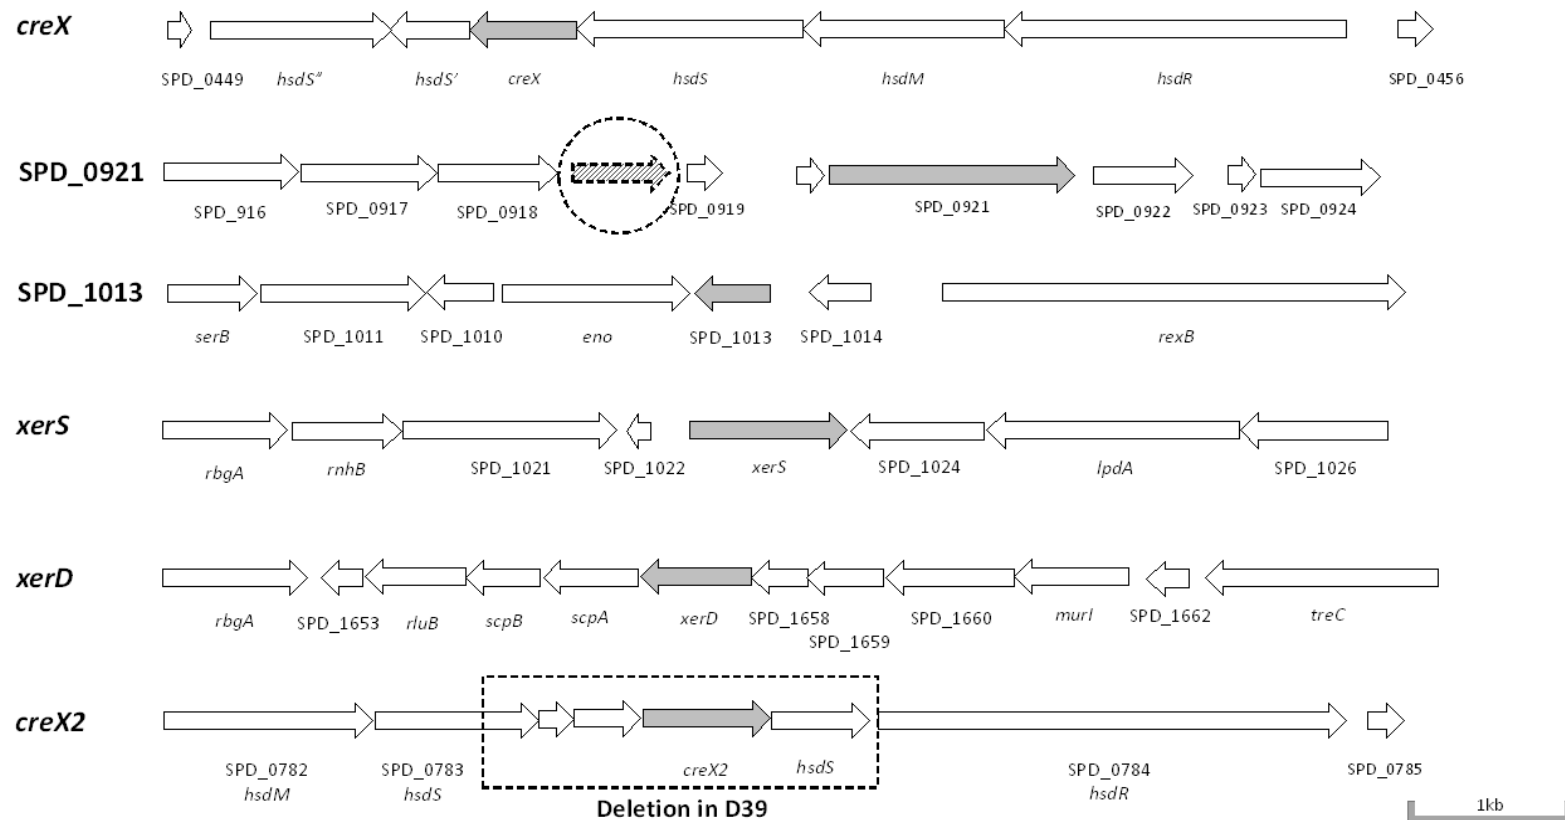 creX
SPD_0449 hsdS" hsdS' creX hsdS hsdM hsdR SPD_0456
SPD_0921
SPD_916 SPD_0917 SPD_0918 SPD_0919 SPD_0921 SPD_0922 SPD_0923 SPD_0924
SPD_1013
serB SPD_1011 SPD_1010 eno SPD_1013 SPD_1014 rexB
xerS
rbgA rnhB SPD_1021 SPD_1022 xerS SPD_1024 lpdA SPD_1026
xerD
rbgA SPD_1653 rluB scpB scpA xerD SPD_1658 SPD_1660 murI SPD_1662 treC
SPD_1659
creX2
SPD_0782 SPD_0783 creX2 hsdS SPD_0784 SPD_0785
hsdM hsdS hsdR
Deletion in D39
1kb